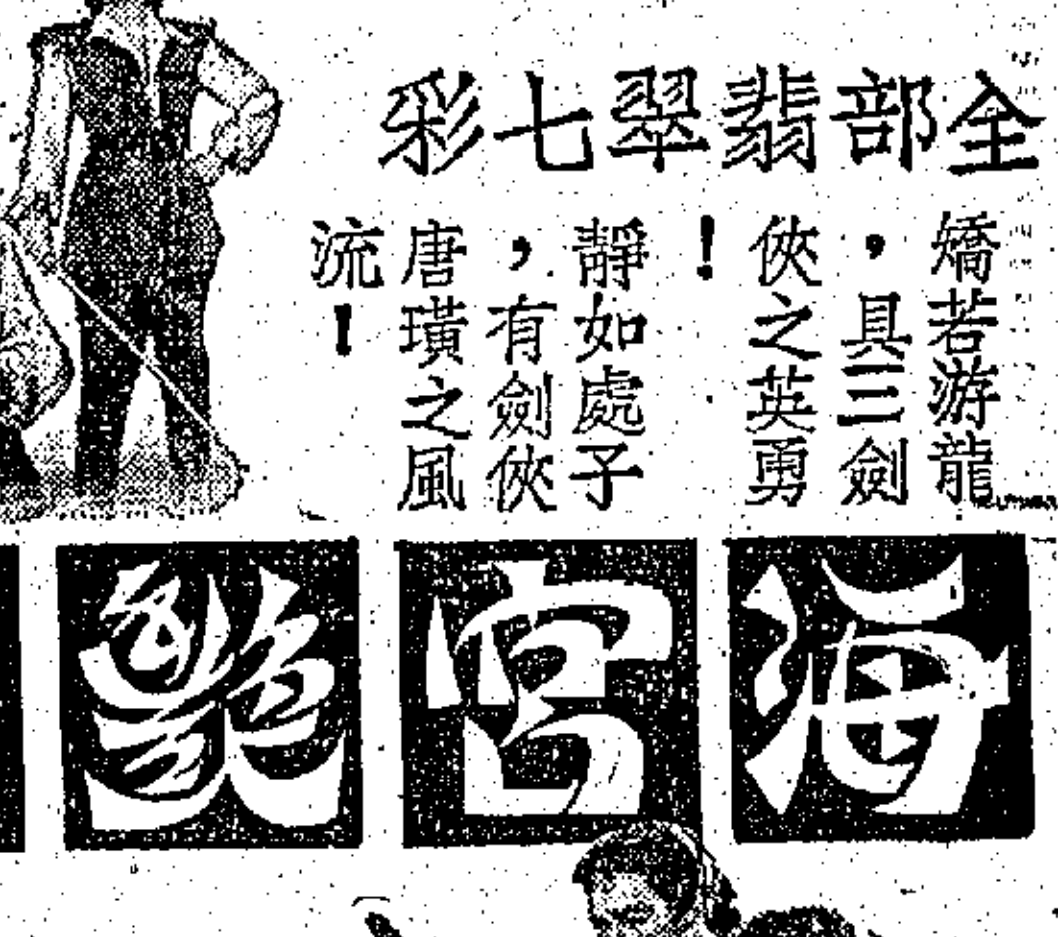 全部翡翠七彩
矯若游龍
，具三劍
俠之英勇
！
靜如處子
，有劍俠
唐璜之風
流！
海宮